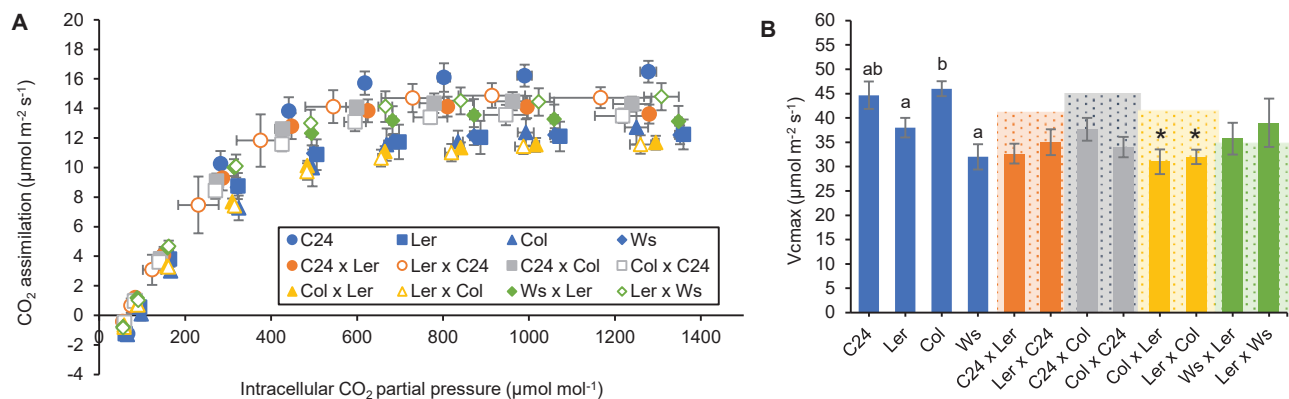 A
CO2 assimilation (µmol m-2 s-1)
20
18
16
14
12
10
8
6
4
2
0
-2
-4
0 200 400 600 800 1000 1200 1400
Intracellular CO2 partial pressure (µmol mol-1)
C24 Ler Col Ws
C24 x Ler Ler x C24 C24 x Col Col x C24
Col x Ler Ler x Col Ws x Ler Ler x Ws
B
Vcmax (µmol m-2 s-1)
60
55
50
45
40
35
30
25
20
15
10
5
0
ab a b a * *
C24
Ler
Col
Ws
C24 x Ler
Ler x C24
C24 x Col
Col x C24
Col x Ler
Ler x Col
Ws x Ler
Ler x Ws